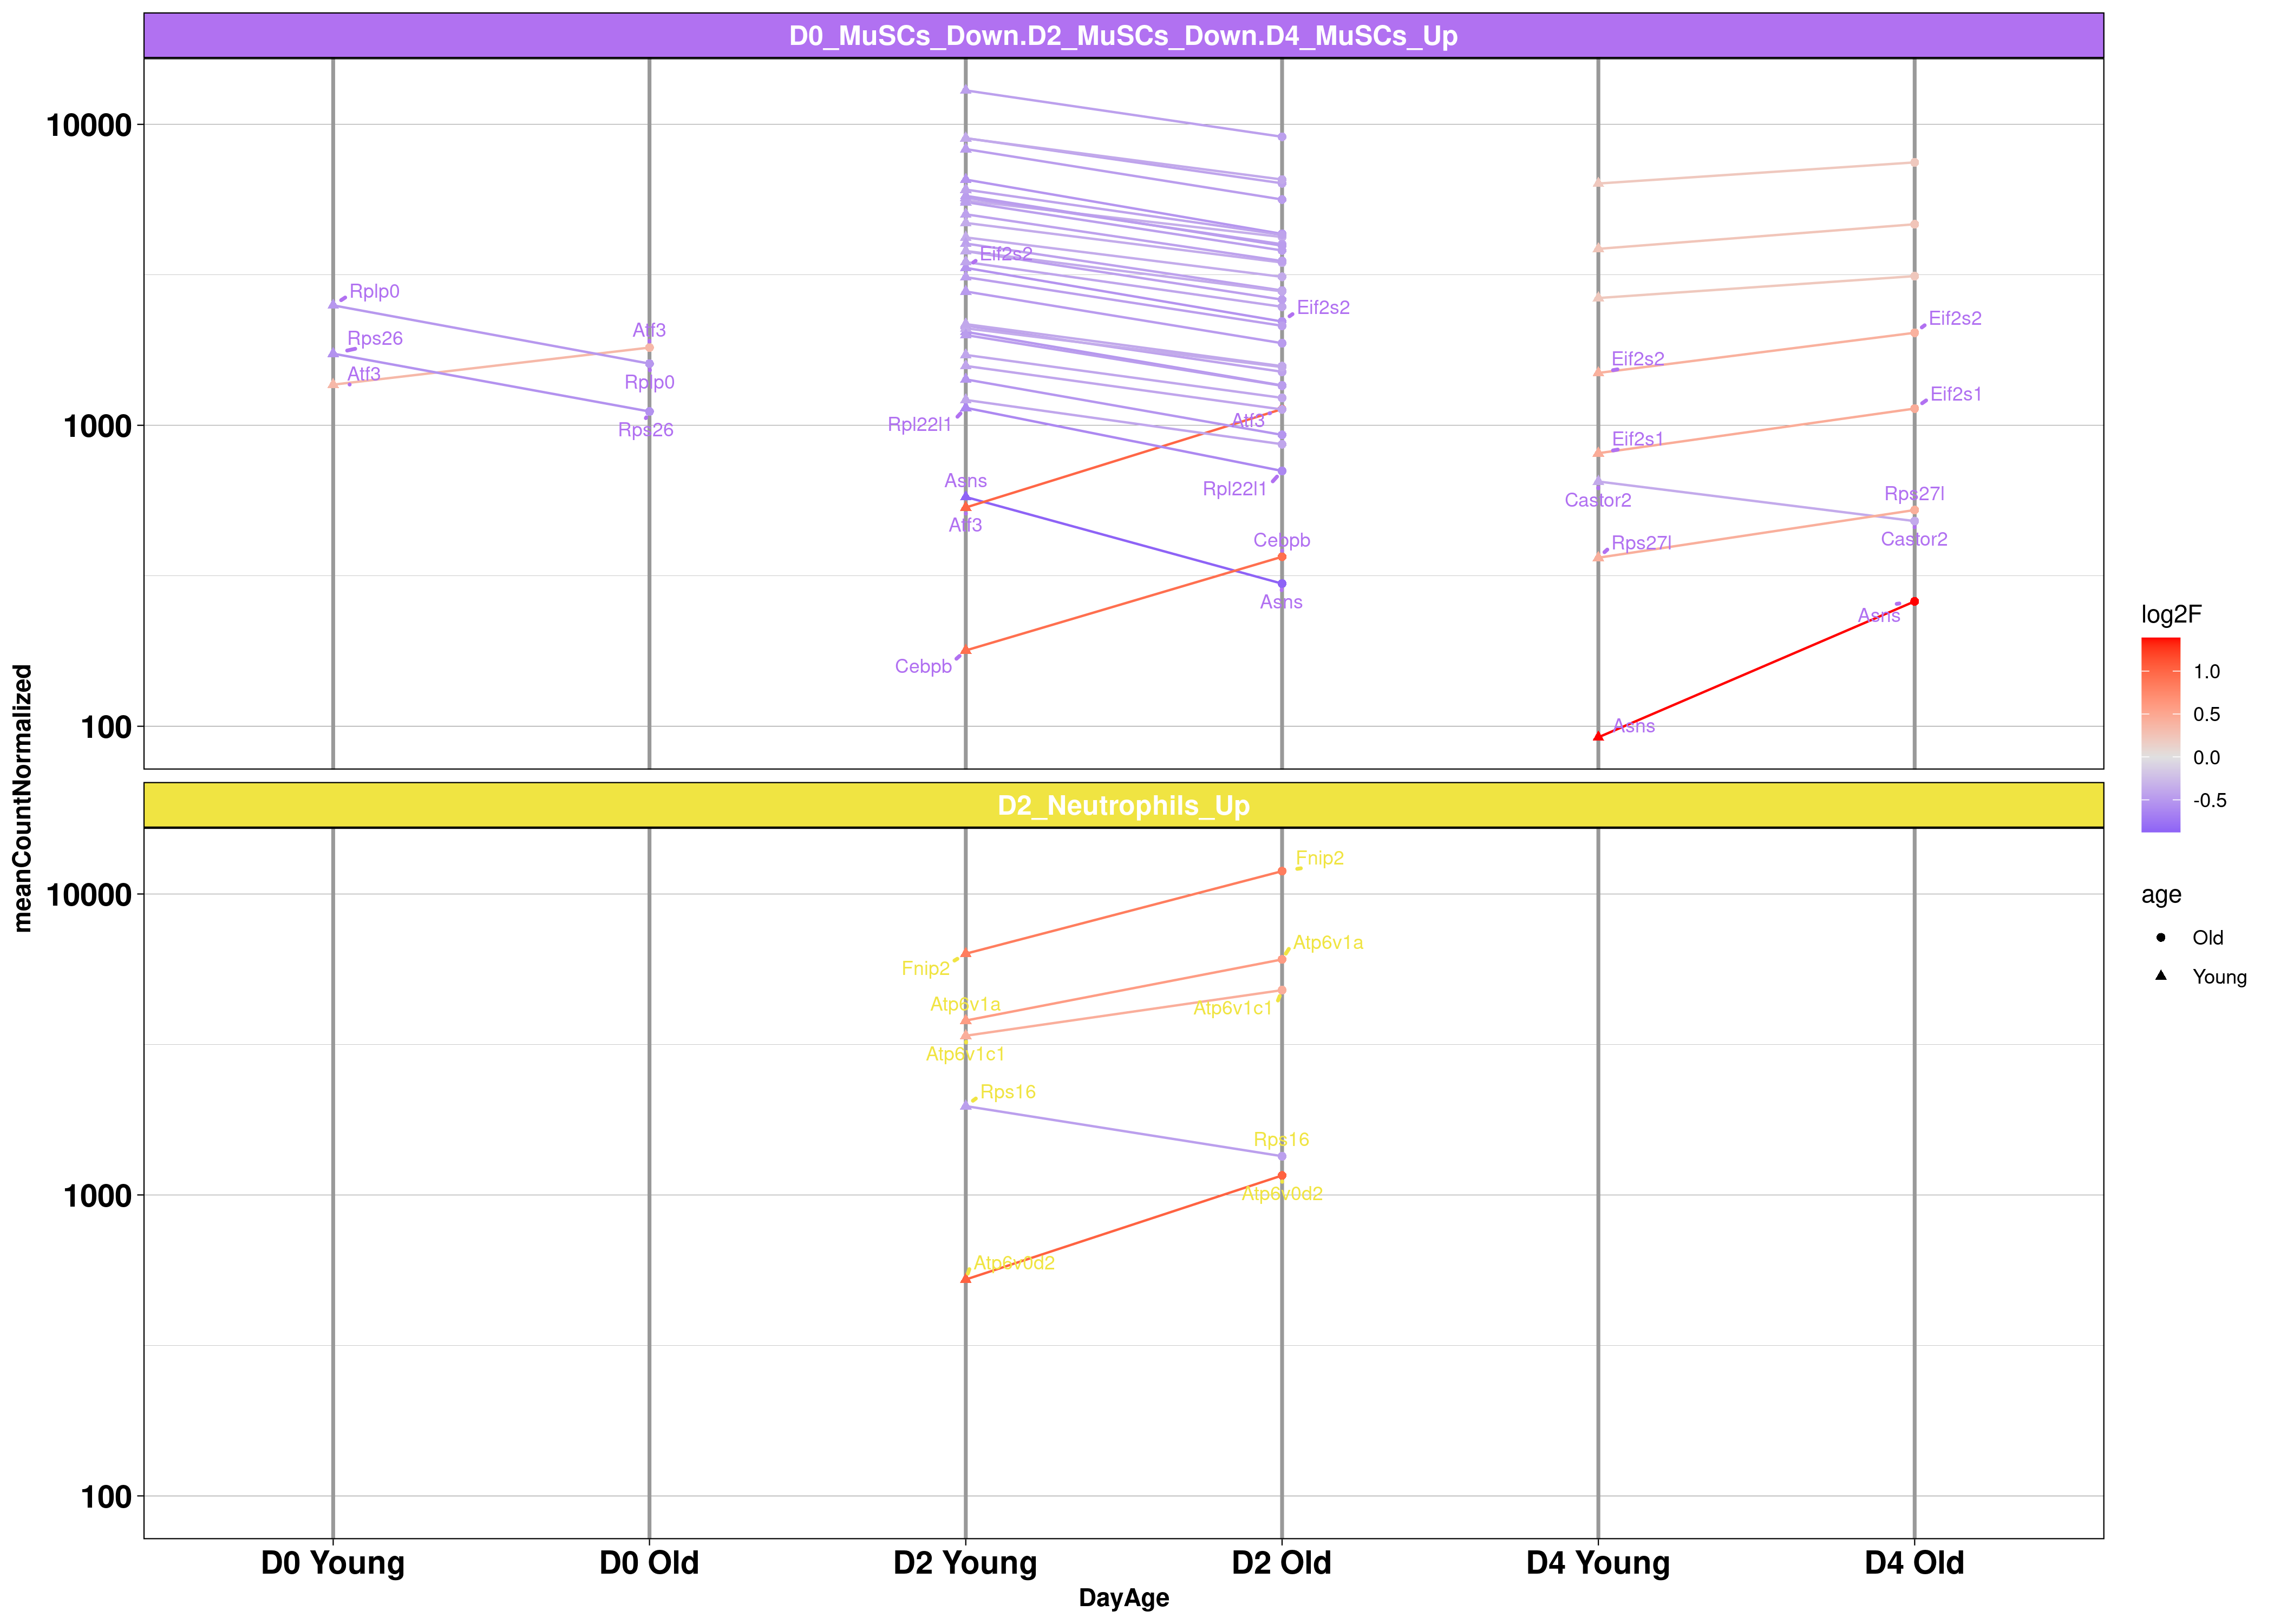 D0_MuSCs_Down.D2_MuSCs_Down.D4_MuSCs_Up
10000
1000
100
Rplp0
Rps26
Atf3
Atf3
Rplp0
Rps26
Eif2s2
Rpl22l1
Asns
Atf3
Cebpb
Eif2s2
Atf3
Rpl22l1
Cebpb
Asns
Eif2s2
Eif2s1
Castor2
Rps27l
Asns
Eif2s2
Eif2s1
Rps27l
Castor2
Asns
D2_Neutrophils_Up
10000
1000
100
Fnip2
Atp6v1a
Atp6v1c1
Rps16
Atp6v0d2
Fnip2
Atp6v1a
Atp6v1c1
Rps16
Atp6v0d2
D0 Young
D0 Old
D2 Young
D2 Old
D4 Young
D4 Old
DayAge
meanCountNormalized
log2F
1.0
0.5
0.0
-0.5
age
Old
Young